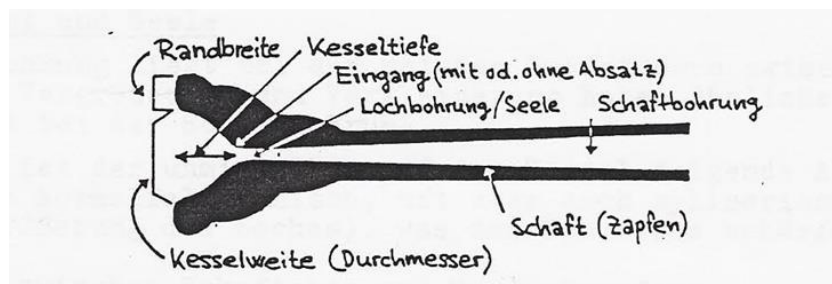 Randbreite
Kesseltiefe
Eingang (mit od. ohne Absatz)
Lochbohrung/Seele
Schaftbohrung
Schaft (Zapfen)
Kesselweite (Durchmesser)